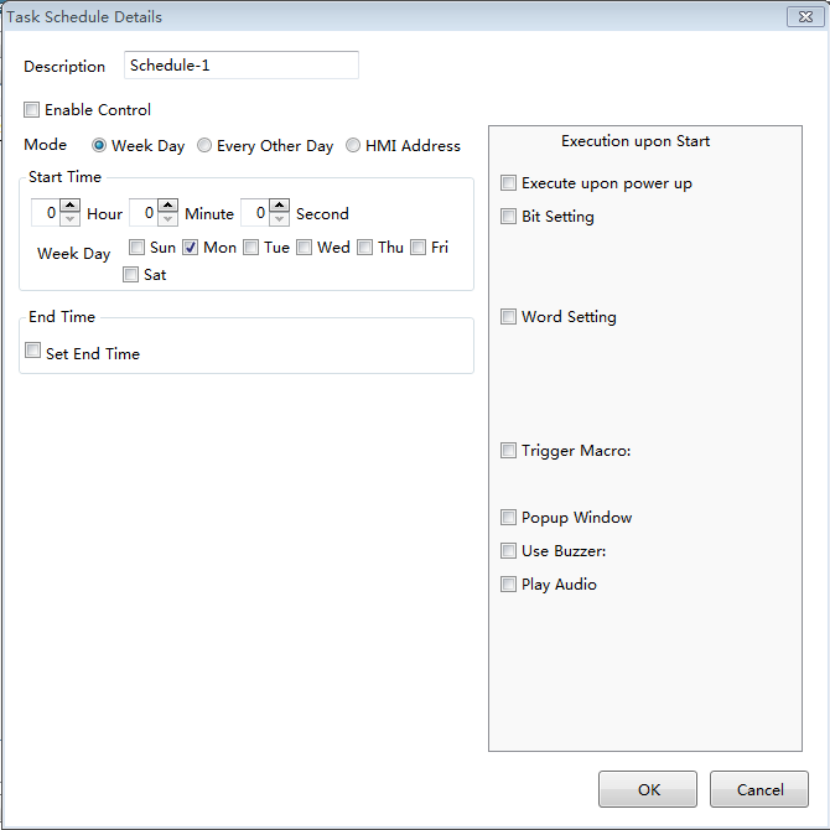 Task Schedule Details
Description Schedule-1
Enable Control
Mode Week Day Every Other Day HMI Address
Start Time
0 Hour 0 Minute 0 Second
Week Day Sun Mon Tue Wed Thu Fri
Sat
End Time
Set End Time
Execution upon Start
Execute upon power up
Bit Setting
Word Setting
Trigger Macro:
Popup Window
Use Buzzer:
Play Audio
OK Cancel